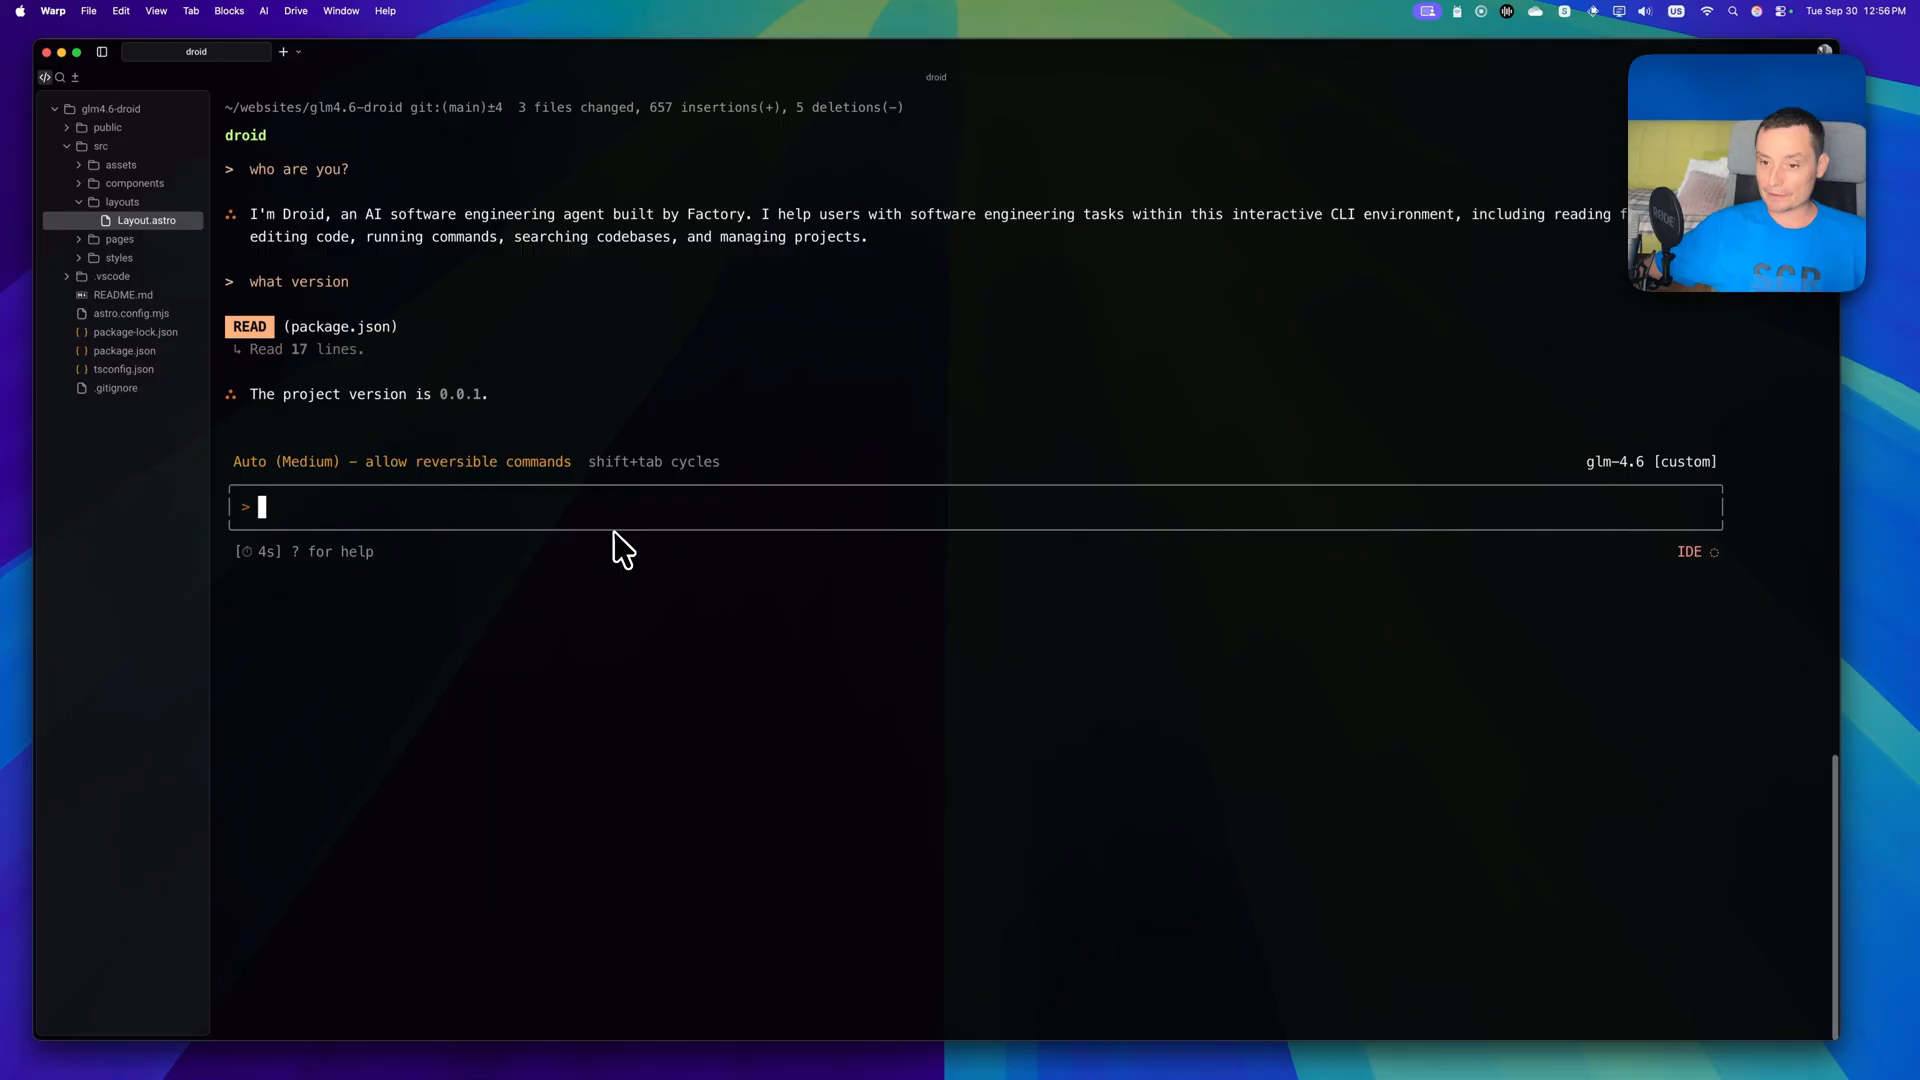 Warp File Edit View Tab Blocks AI Drive Window Help
S
US
Tue Sep 30 12:56 PM
droid
droid
glm4.6-droid
public
src
assets
components
layouts
Layout.astro
pages
styles
.vscode
README.md
astro.config.mjs
package-lock.json
package.json
tsconfig.json
.gitignore
~/websites/glm4.6-droid git:(main)±4 3 files changed, 657 insertions(+), 5 deletions(-)
droid
> who are you?
I'm Droid, an AI software engineering agent built by Factory. I help users with software engineering tasks within this interactive CLI environment, including reading
editing code, running commands, searching codebases, and managing projects.
> what version
READ (package.json)
↳ Read 17 lines.
The project version is 0.0.1.
Auto (Medium) - allow reversible commands shift+tab cycles
glm-4.6 [custom]
>
[⏱ 4s] ? for help
IDE ◌
RØDE
SCR